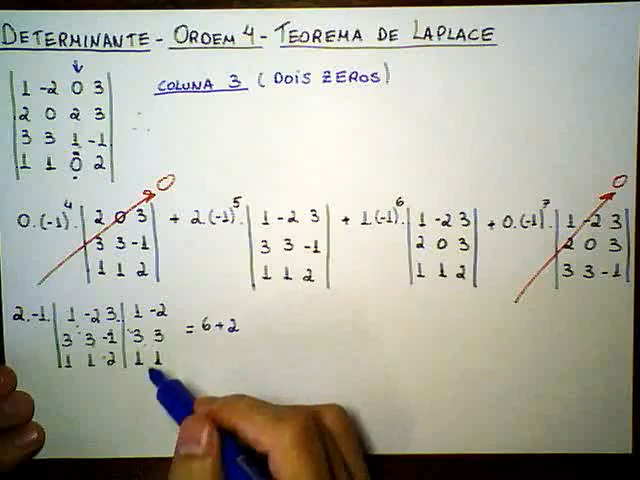 DETERMINANTE - ORDEM 4 - TEOREMA DE LAPLACE
COLUNA 3 (DOIS ZEROS)
| 1 -2 0 3 |
| 2 0 2 3 |
| 3 3 1 -1 |
| 1 1 0 2 |
0 0
0.(-1)⁴. | 2 0 3 | + 2.(-1)⁵. | 1 -2 3 | + 1(-1)⁶. | 1 -2 3 | + 0.(-1)⁷. | 1 -2 3 |
| 3 3 -1 | | 3 3 -1 | | 2 0 3 | | 2 0 3 |
| 1 1 2 | | 1 1 2 | | 1 1 2 | | 3 3 -1 |
2.-1. | 1 -2 3 | 1 -2
| 3 3 -1 | 3 3 = 6+2
| 1 1 2 | 1 1